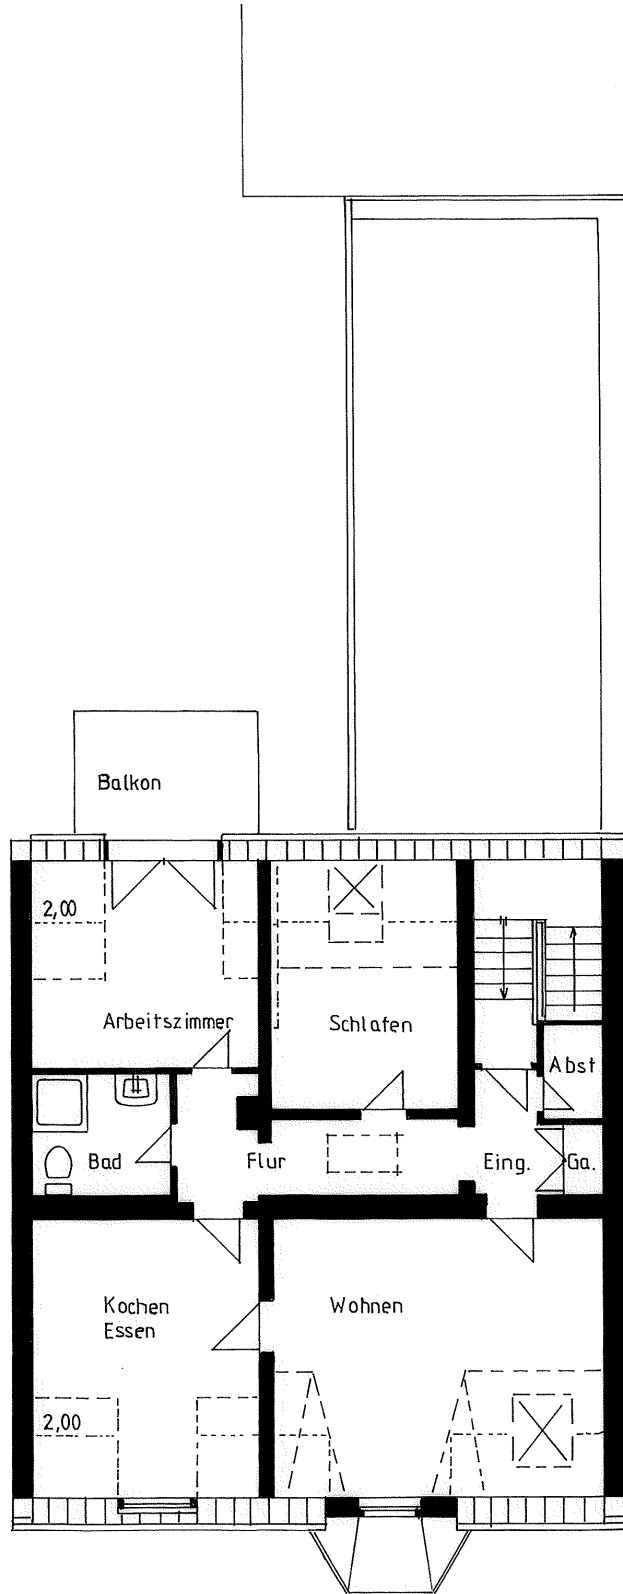 Balkon
2,00
Arbeitszimmer
Schlafen
Abst
Bad
Flur
Eing.
Ga.
Kochen
Essen
Wohnen
2,00